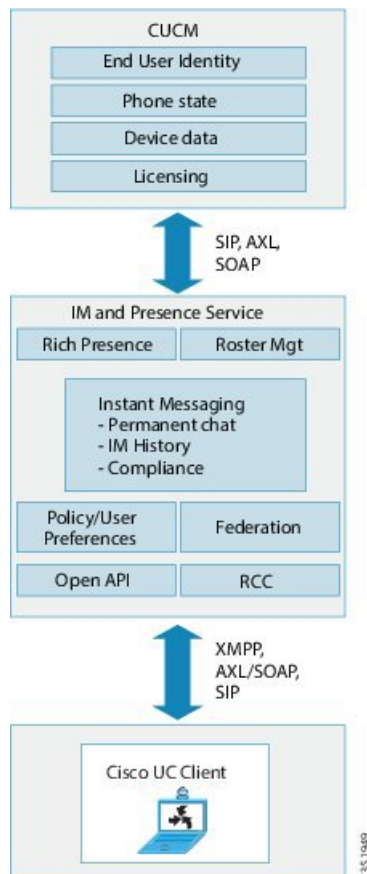 CUCM
End User Identity
Phone state
Device data
Licensing
SIP, AXL,
SOAP
IM and Presence Service
Rich Presence
Roster Mgt
Instant Messaging
- Permanent chat
- IM History
- Compliance
Policy/User
Preferences
Federation
Open API
RCC
XMPP,
AXL/SOAP,
SIP
Cisco UC Client
351949